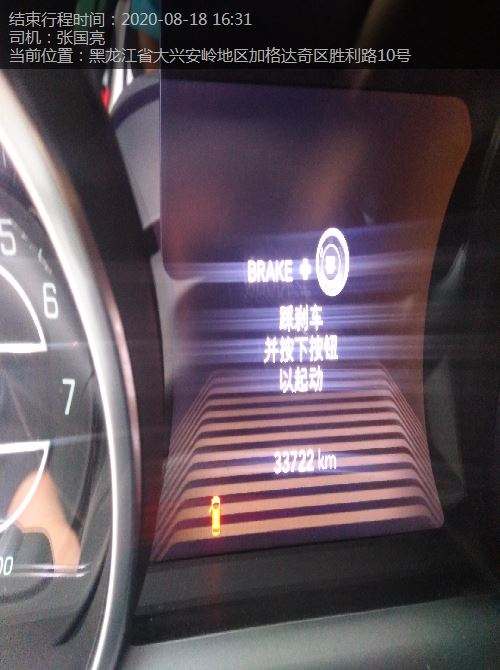 结束行程时间：2020-08-18 16:31
司机：张国亮
当前位置：黑龙江省大兴安岭地区加格达奇区胜利路10号
BRAKE +
踩刹车
并按下按钮
以起动
33722 km
5
6
7